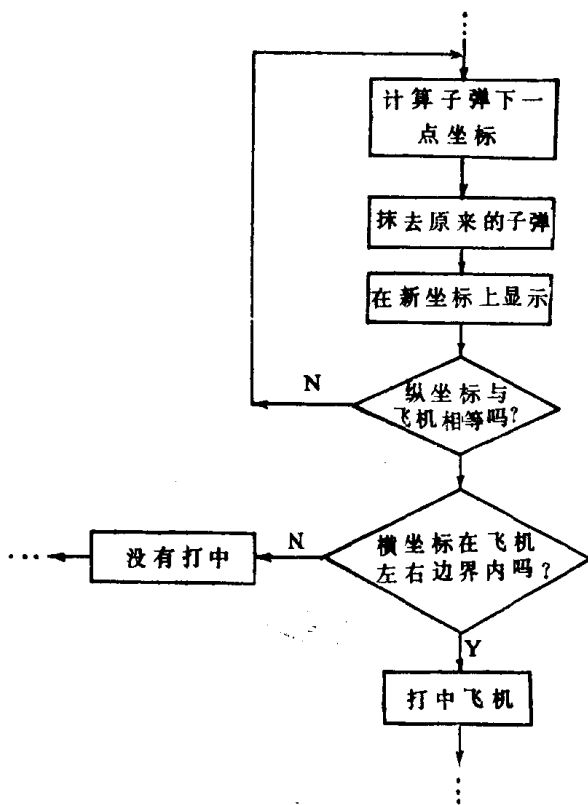 ⋮
计算子弹下一
点坐标
抹去原来的子弹
在新坐标上显示
N
纵坐标与
飞机相等吗?
N
横坐标在飞机
左右边界内吗?
…
没有打中
Y
打中飞机
⋮